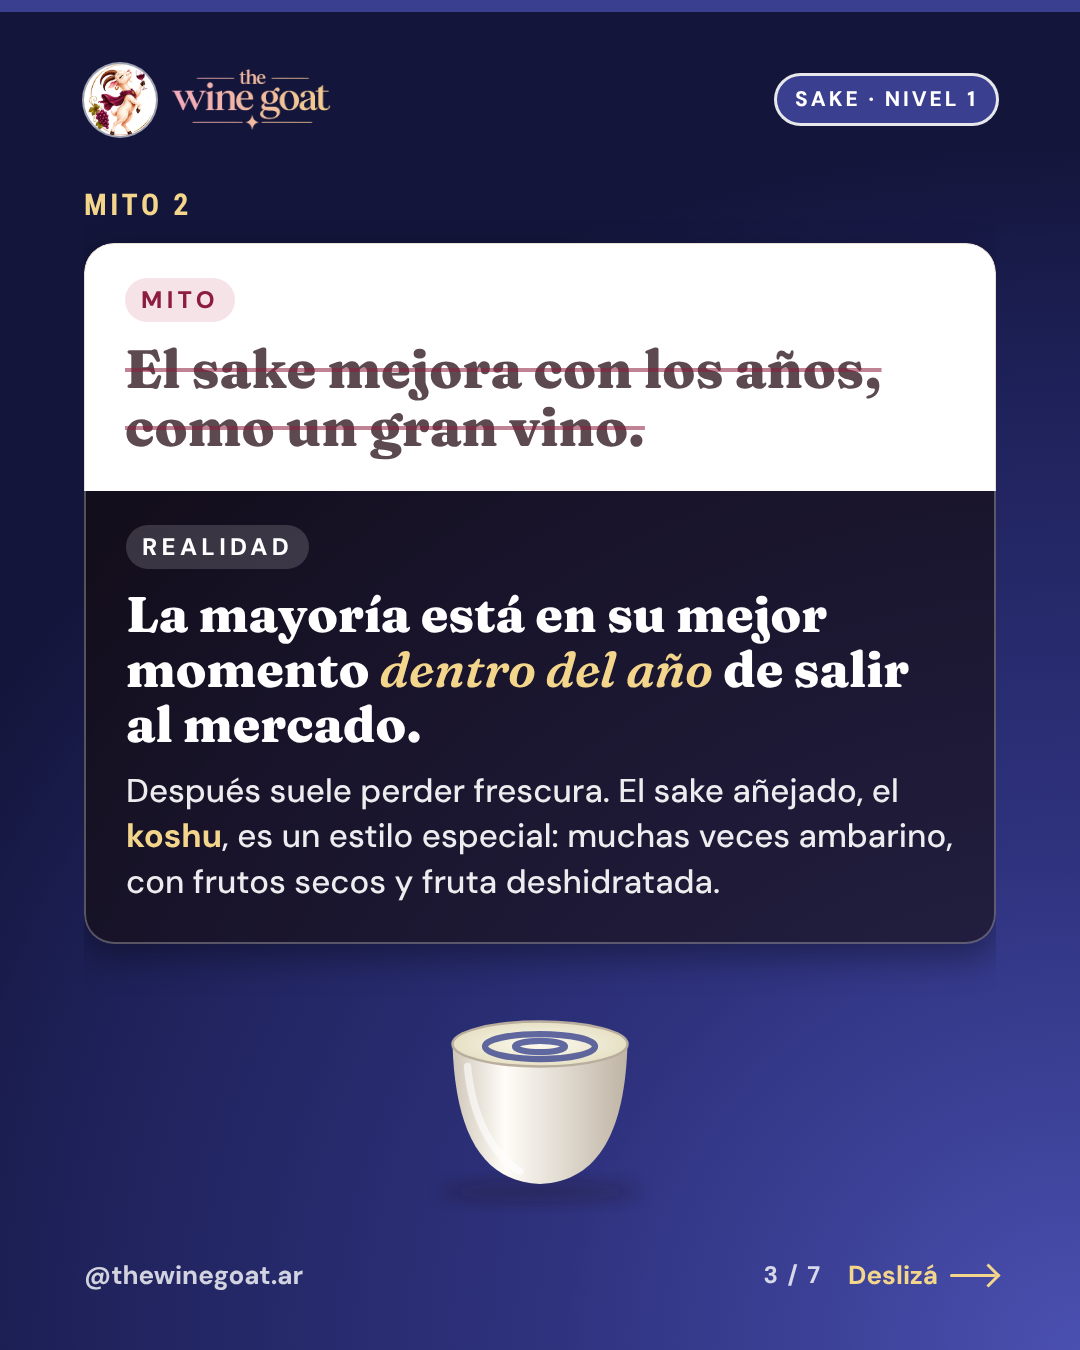 the
wine goat
SAKE · NIVEL 1
MITO 2
MITO
El sake mejora con los años,
como un gran vino.
REALIDAD
La mayoría está en su mejor
momento dentro del año de salir
al mercado.
Después suele perder frescura. El sake añejado, el
koshu, es un estilo especial: muchas veces ambarino,
con frutos secos y fruta deshidratada.
@thewinegoat.ar
3 / 7
Deslizá